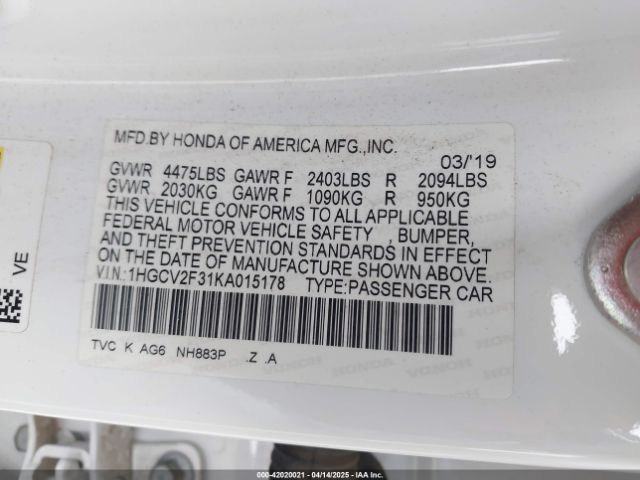 MFD.BY HONDA OF AMERICA MFG.,INC.
03/'19
GVWR 4475LBS GAWR F 2403LBS R 2094LBS
GVWR 2030KG GAWR F 1090KG R 950KG
THIS VEHICLE CONFORMS TO ALL APPLICABLE
FEDERAL MOTOR VEHICLE SAFETY , BUMPER,
AND THEFT PREVENTION STANDARDS IN EFFECT
ON THE DATE OF MANUFACTURE SHOWN ABOVE.
V.I.N.:1HGCV2F31KA015178 TYPE:PASSENGER CAR
TVC K AG6 NH883P .Z .A
HONDA HONDA HONDA
VE
000-42020021 - 04/14/2025 - IAA Inc.